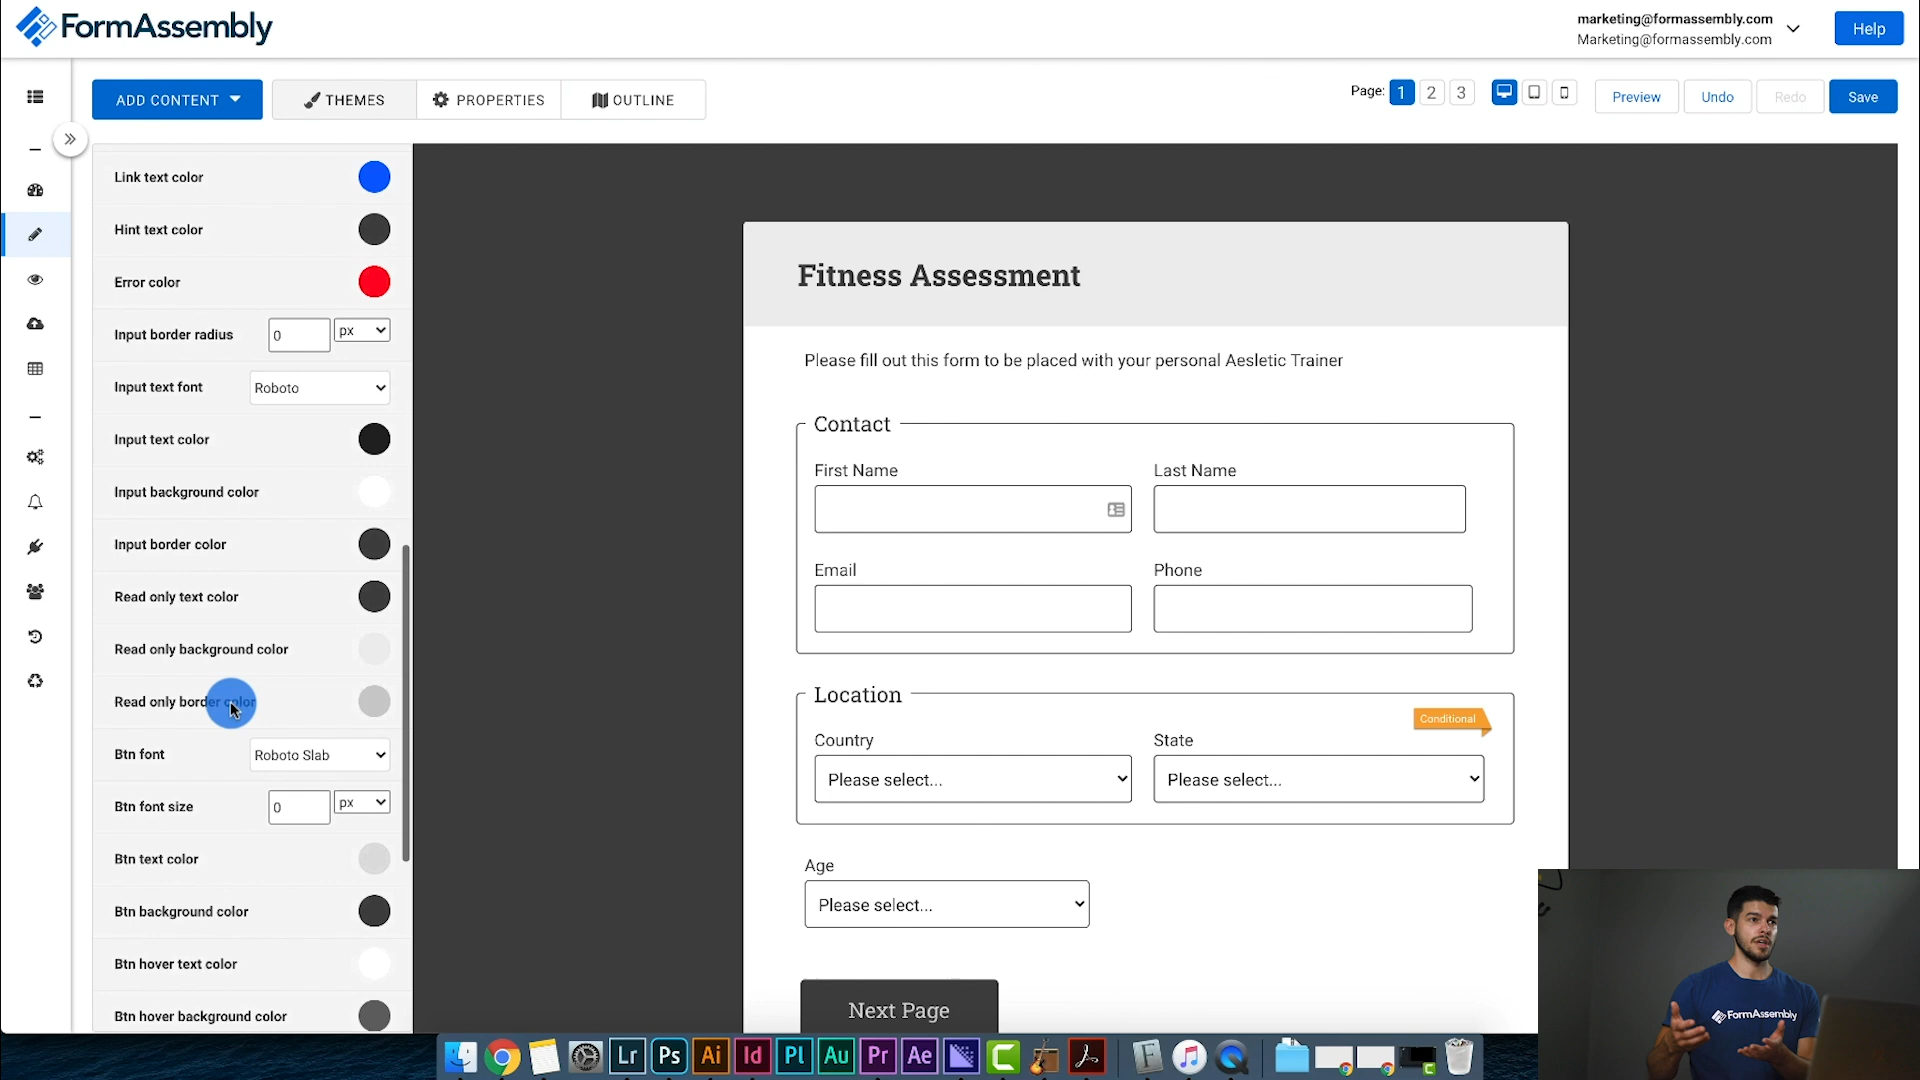 FormAssembly
marketing@formassembly.com
Marketing@formassembly.com
Help
ADD CONTENT
THEMES
PROPERTIES
OUTLINE
Page: 1 2 3
Preview
Undo
Redo
Save
Link text color
Hint text color
Error color
Input border radius 0 px
Input text font Roboto
Input text color
Input background color
Input border color
Read only text color
Read only background color
Read only border color
Btn font Roboto Slab
Btn font size 0 px
Btn text color
Btn background color
Btn hover text color
Btn hover background color
Fitness Assessment
Please fill out this form to be placed with your personal Aesletic Trainer
Contact
First Name Last Name
Email Phone
Location
Conditional
Country State
Please select... Please select...
Age
Please select...
Next Page
FormAssembly
Lr Ps Ai Id Pl Au Pr Ae